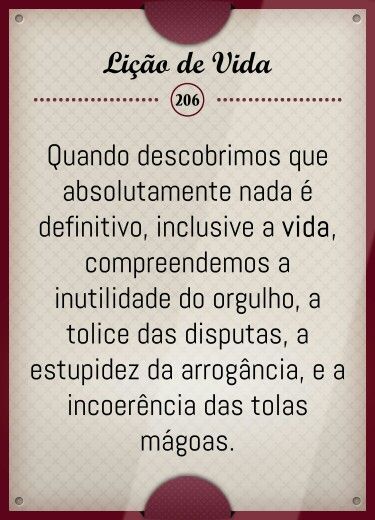 Lição de Vida
206
Quando descobrimos que
absolutamente nada é
definitivo, inclusive a vida,
compreendemos a
inutilidade do orgulho, a
tolice das disputas, a
estupidez da arrogância, e a
incoerência das tolas
mágoas.